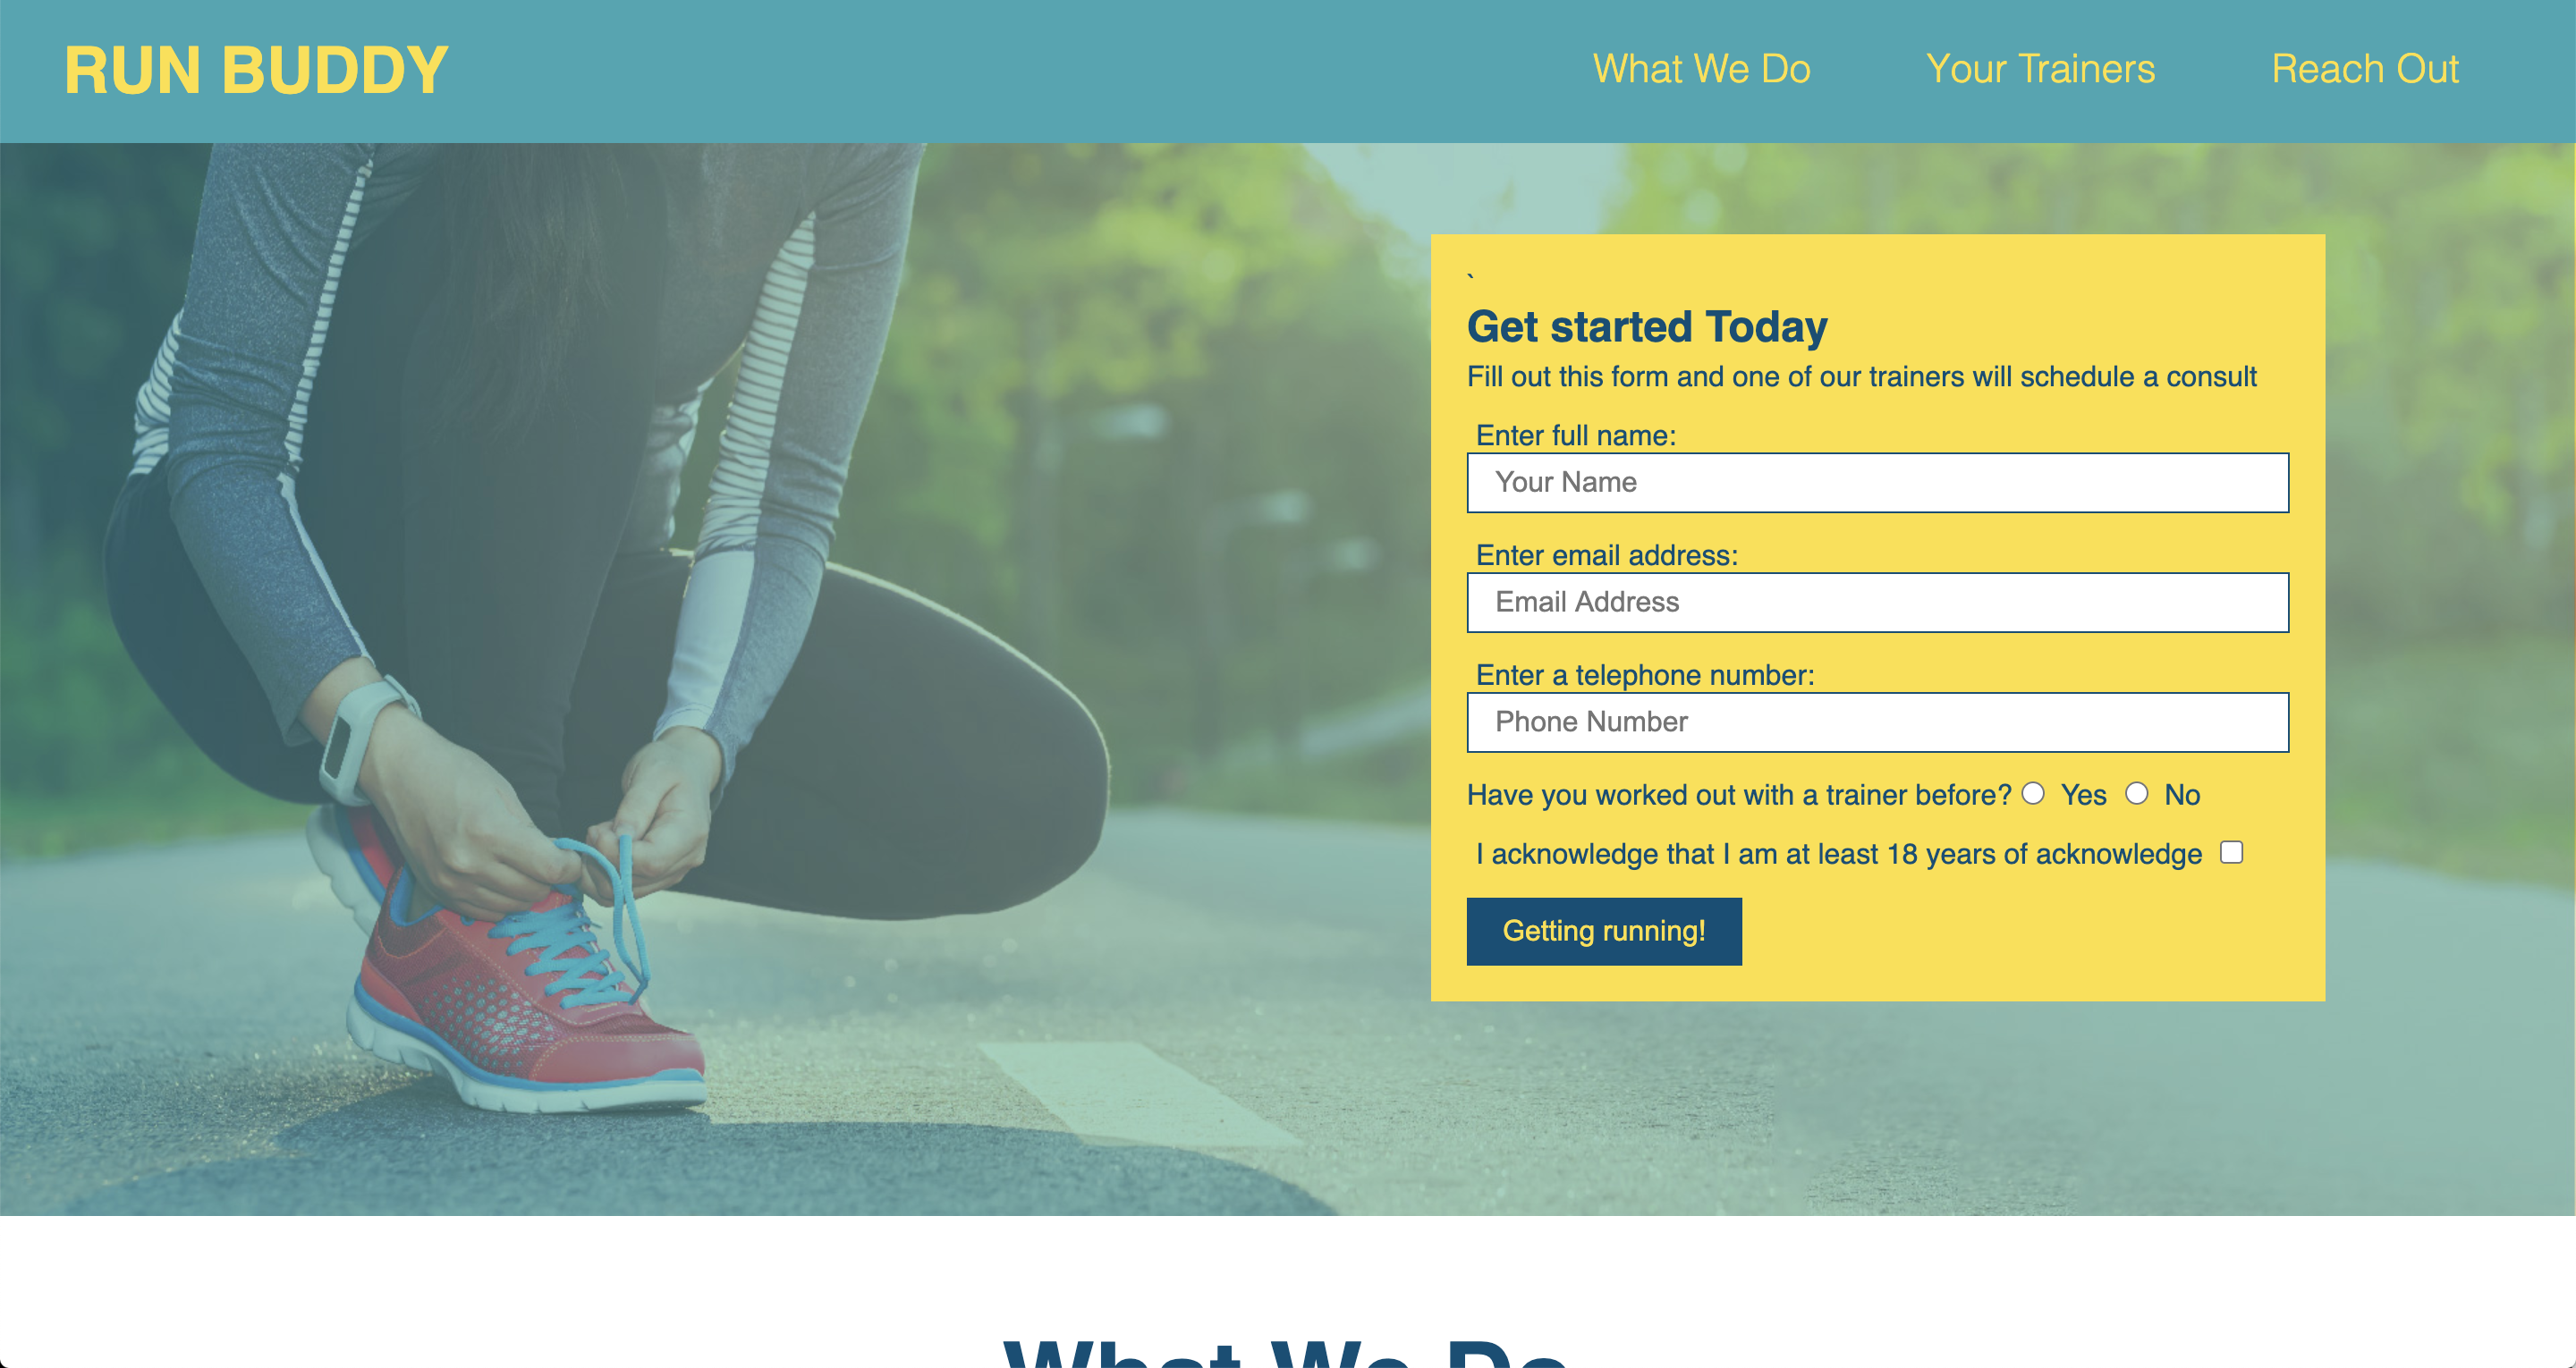 RUN BUDDY
What We Do
Your Trainers
Reach Out
`
Get started Today
Fill out this form and one of our trainers will schedule a consult
Enter full name:
Your Name
Enter email address:
Email Address
Enter a telephone number:
Phone Number
Have you worked out with a trainer before? Yes No
I acknowledge that I am at least 18 years of acknowledge
Getting running!
What We Do